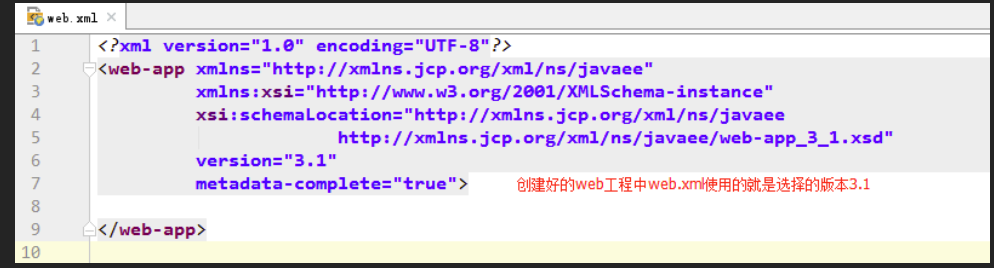 web.xml
1 <?xml version="1.0" encoding="UTF-8"?>
2 <web-app xmlns="http://xmlns.jcp.org/xml/ns/javaee"
3 xmlns:xsi="http://www.w3.org/2001/XMLSchema-instance"
4 xsi:schemaLocation="http://xmlns.jcp.org/xml/ns/javaee
5 http://xmlns.jcp.org/xml/ns/javaee/web-app_3_1.xsd"
6 version="3.1"
7 metadata-complete="true"> 创建好的web工程中web.xml使用的就是选择的版本3.1
8
9 </web-app>
10